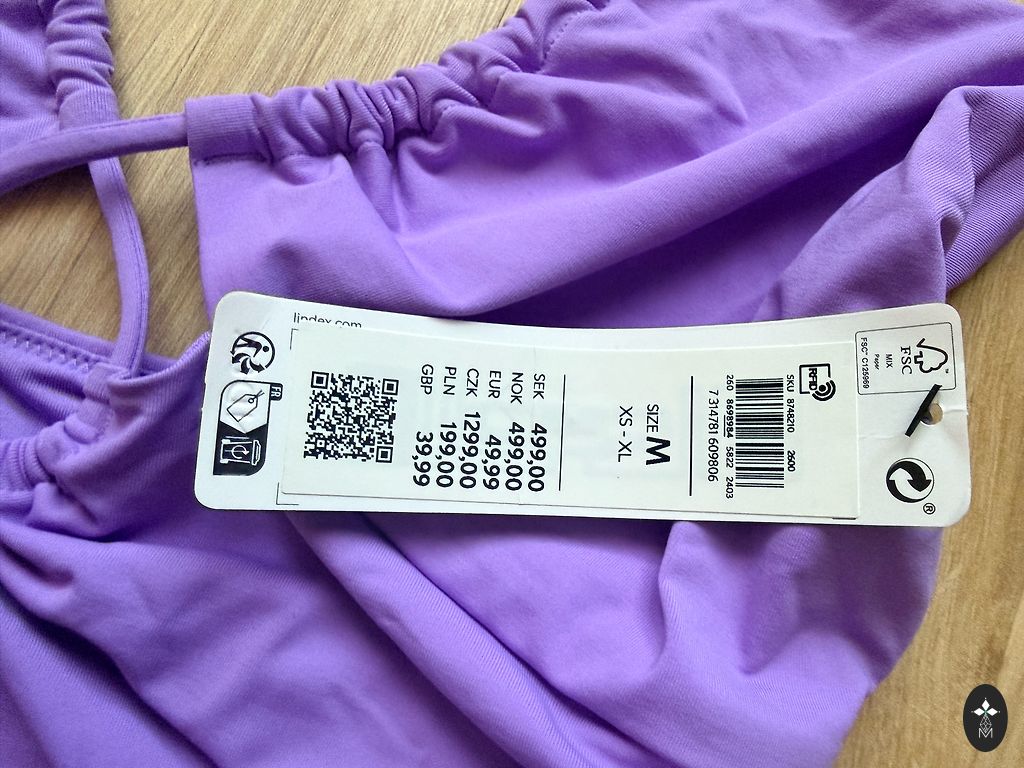 lindex.com
FR
SEK 499,00
NOK 499,00
EUR 49,99
CZK 1299,00
PLN 199,00
GBP 39,99
SIZE M
XS - XL
SKU 8748210 2600
260 8698984 5822 2403
7 314781 609806
RFID
FSC
MIX
Paper
FSC® C125969
®
M